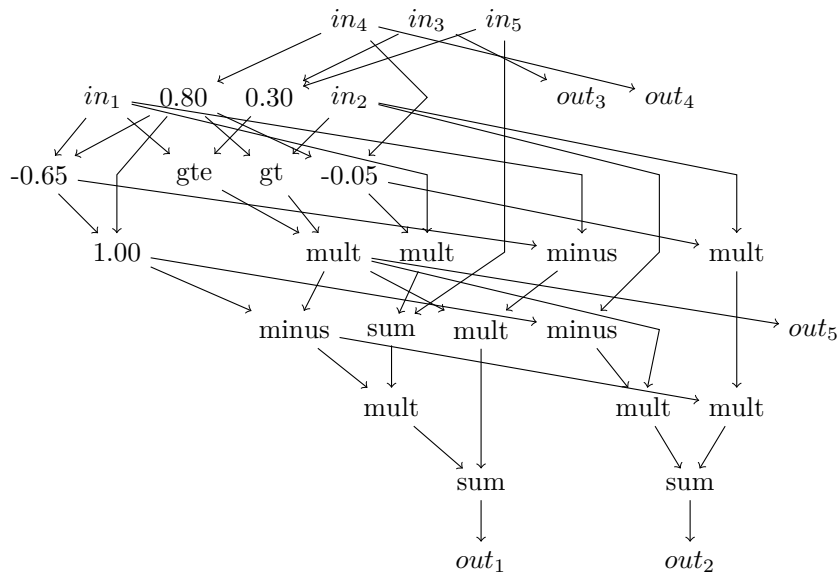 in₄ in₃ in₅
in₁ 0.80 0.30 in₂ out₃ out₄
-0.65 gte gt -0.05
1.00 mult mult minus mult
minus sum mult minus out₅
mult mult mult
sum sum
out₁ out₂